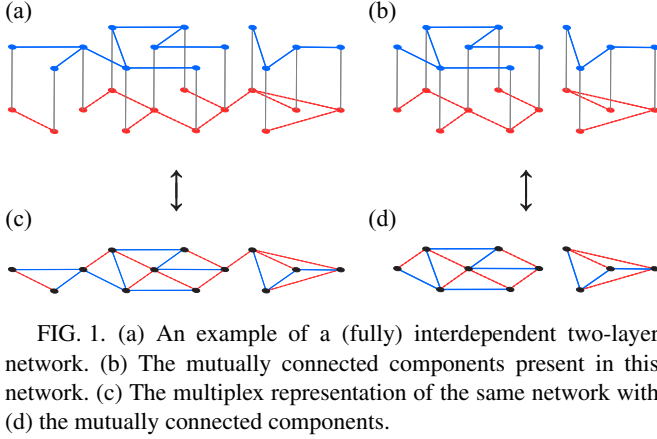 (a)
(b)
(c)
(d)
FIG. 1. (a) An example of a (fully) interdependent two-layer
network. (b) The mutually connected components present in this
network. (c) The multiplex representation of the same network with
(d) the mutually connected components.